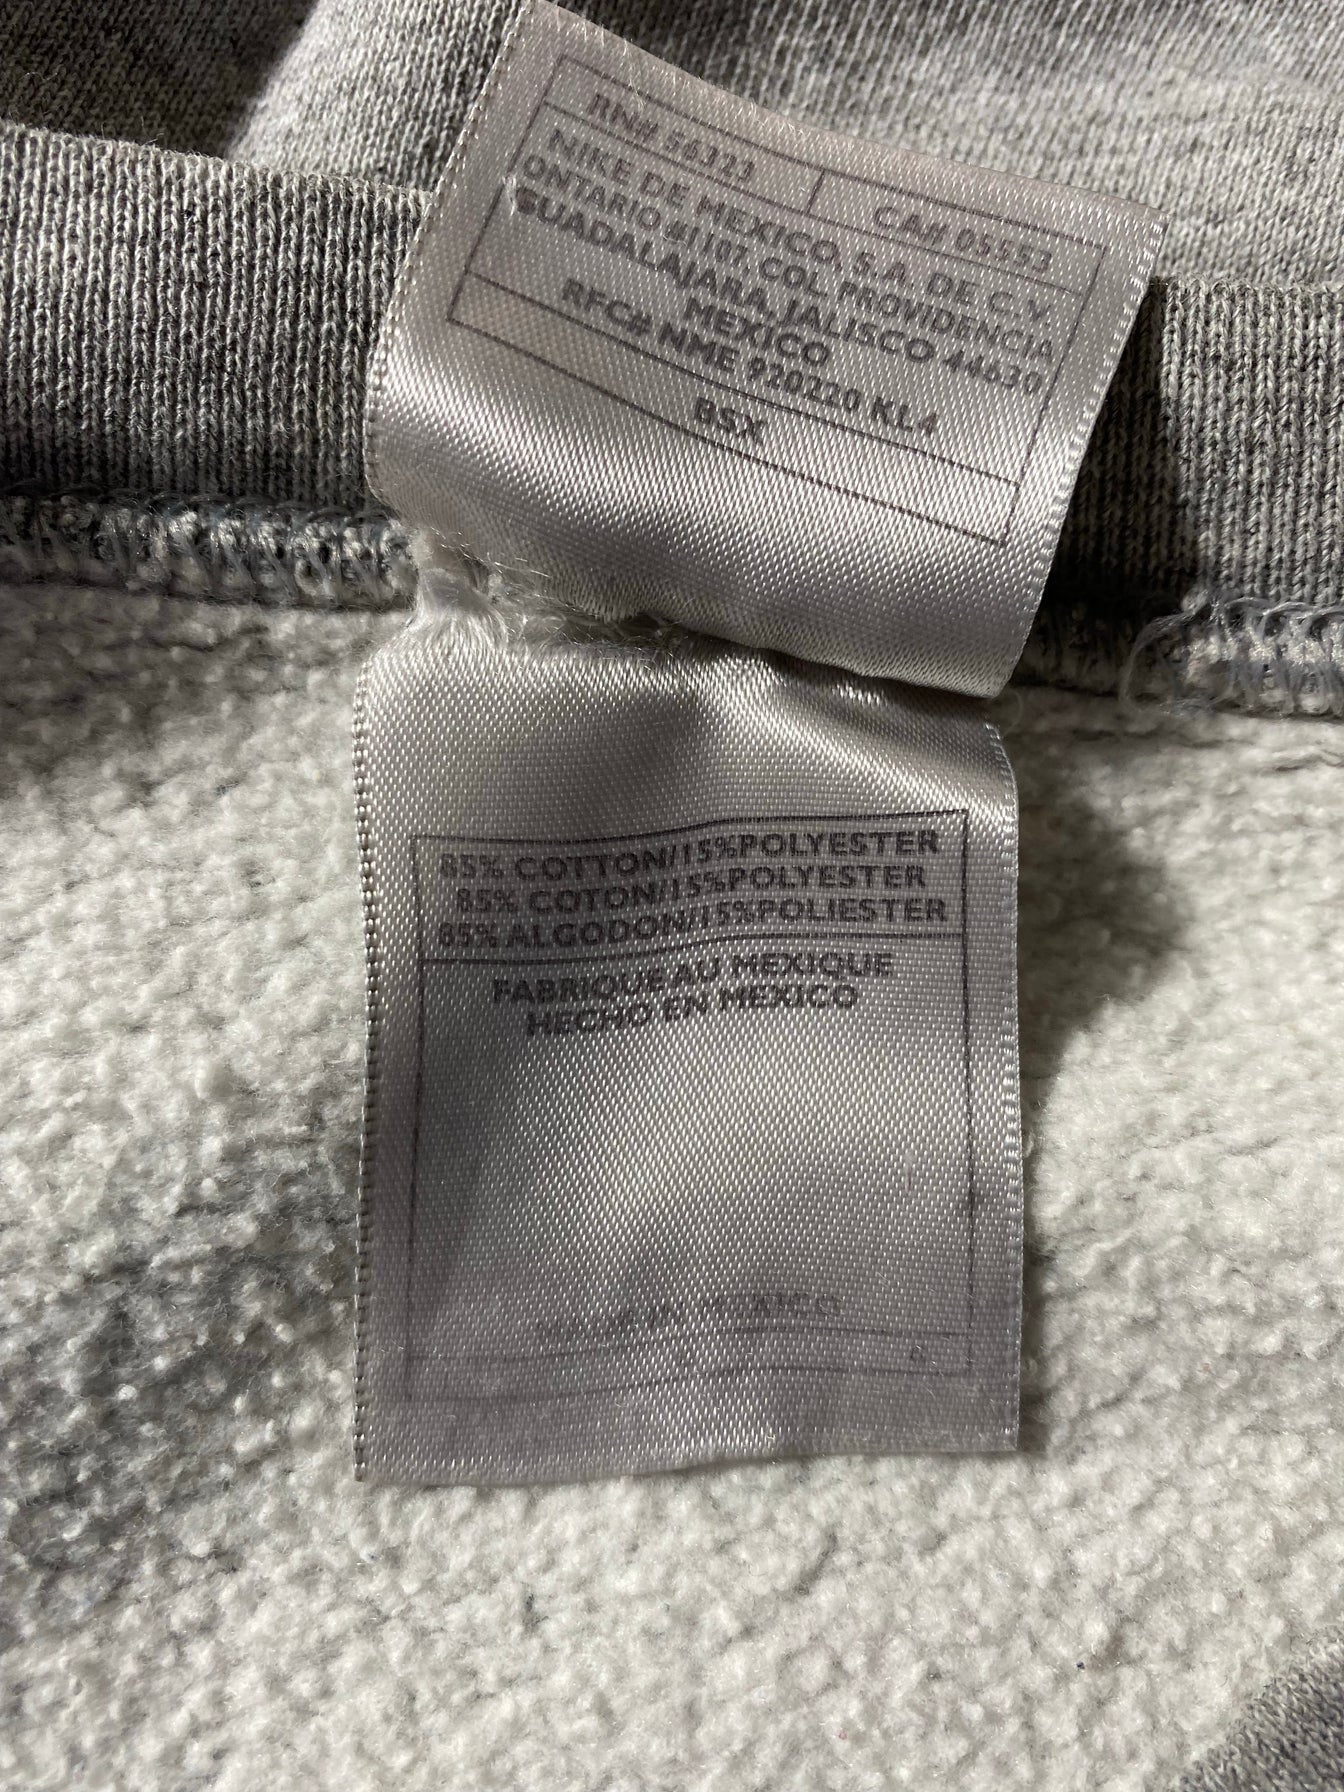 RN# 56323 CA# 05553
NIKE DE MEXICO, S.A. DE C.V.
ONTARIO #1107, COL. PROVIDENCIA
GUADALAJARA, JALISCO 44630
MEXICO
RFC# NME 920220 KL4
BSX
85% COTTON/15%POLYESTER
85% COTON/15%POLYESTER
85% ALGODON/15%POLIESTER
FABRIQUE AU MEXIQUE
HECHO EN MEXICO